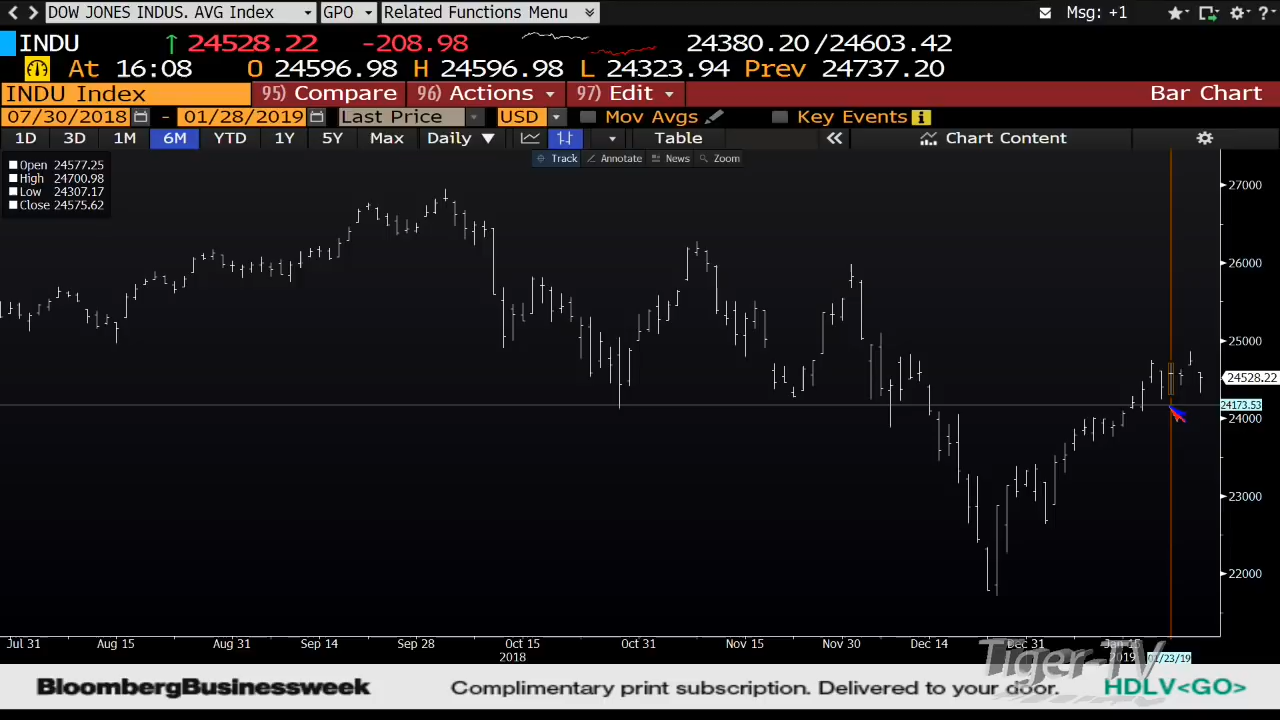 DOW JONES INDUS. AVG Index GPO Related Functions Menu Msg: +1
INDU 24528.22 -208.98 24380.20 /24603.42
At 16:08 O 24596.98 H 24596.98 L 24323.94 Prev 24737.20
INDU Index 95) Compare 96) Actions 97) Edit Bar Chart
07/30/2018 - 01/28/2019 Last Price USD Mov Avgs Key Events
1D 3D 1M 6M YTD 1Y 5Y Max Daily Table Chart Content
Track Annotate News Zoom
Open 24577.25
High 24700.98
Low 24307.17
Close 24575.62
27000
26000
25000
24528.22
24173.53
24000
23000
22000
Jul 31 Aug 15 Aug 31 Sep 14 Sep 28 Oct 15 Oct 31 Nov 15 Nov 30 Dec 14 Dec 31 Jan 15
2018 2019 01/23/19
Tiger-TV
BloombergBusinessweek Complimentary print subscription. Delivered to your door. HDLV<GO>